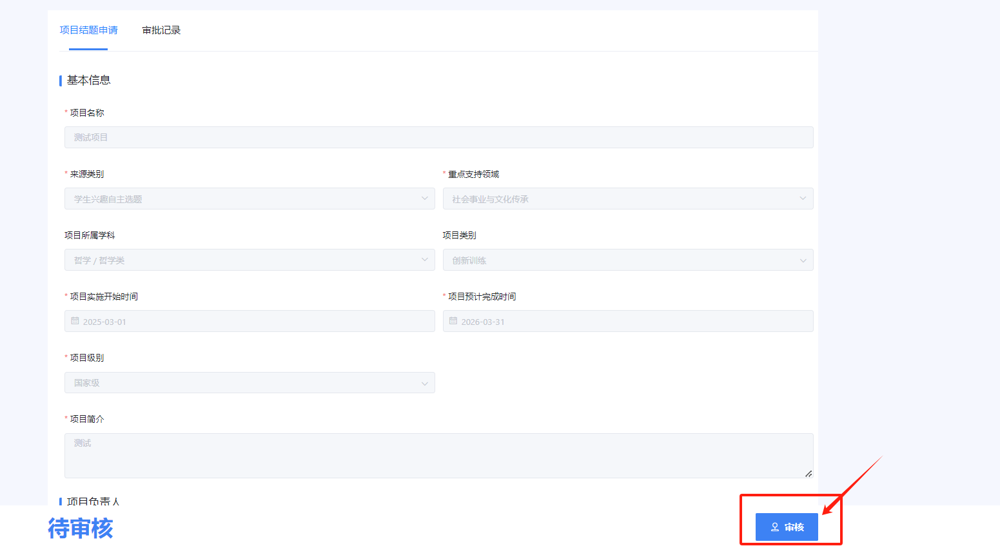 项目结题申请 审批记录
基本信息
* 项目名称
测试项目
* 来源类别 * 重点支持领域
学生兴趣自主选题 社会事业与文化传承
项目所属学科 项目类别
哲学 / 哲学类 创新训练
* 项目实施开始时间 * 项目预计完成时间
2025-03-01 2026-03-31
* 项目级别
国家级
* 项目简介
测试
项目负责人
待审核 审核